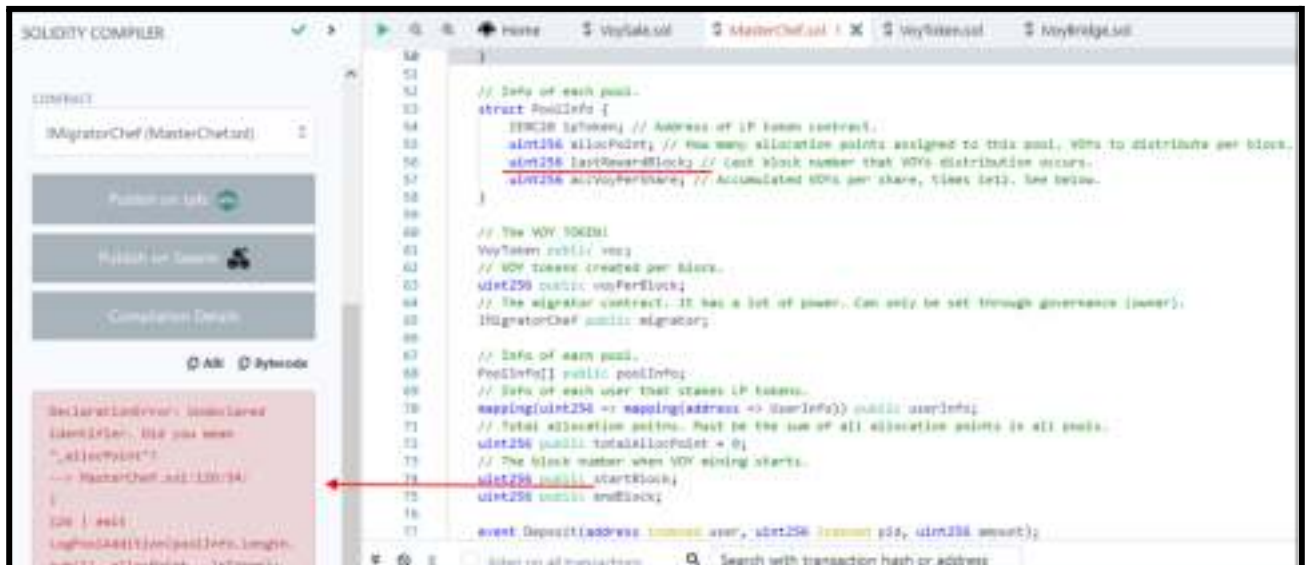 SOLIDITY COMPILER
Home
VoySale.sol
MasterChef.sol 1
VoyToken.sol
VoyBridge.sol
CONTRACT
IMigratorChef (MasterChef.sol)
Publish on Ipfs
Publish on Swarm
Compilation Details
ABI
Bytecode
DeclarationError: Undeclared
identifier. Did you mean
"_allocPoint"?
--> MasterChef.sol:120:54:
|
120 | emit
LogPoolAddition(poolInfo.length.
50 }
51
52 // Info of each pool.
53 struct PoolInfo {
54 IERC20 lpToken; // Address of LP token contract.
55 uint256 allocPoint; // How many allocation points assigned to this pool. VOYs to distribute per block.
56 uint256 lastRewardBlock; // Last block number that VOYs distribution occurs.
57 uint256 accVoyPerShare; // Accumulated VOYs per share, times 1e12. See below.
58 }
59
60 // The VOY TOKEN!
61 VoyToken public voy;
62 // VOY tokens created per block.
63 uint256 public voyPerBlock;
64 // The migrator contract. It has a lot of power. Can only be set through governance (owner).
65 IMigratorChef public migrator;
66
67 // Info of each pool.
68 PoolInfo[] public poolInfo;
69 // Info of each user that stakes LP tokens.
70 mapping(uint256 => mapping(address => UserInfo)) public userInfo;
71 // Total allocation poitns. Must be the sum of all allocation points in all pools.
72 uint256 public totalAllocPoint = 0;
73 // The block number when VOY mining starts.
74 uint256 public startBlock;
75 uint256 public endBlock;
76
77 event Deposit(address indexed user, uint256 indexed pid, uint256 amount);
Search with transaction hash or address